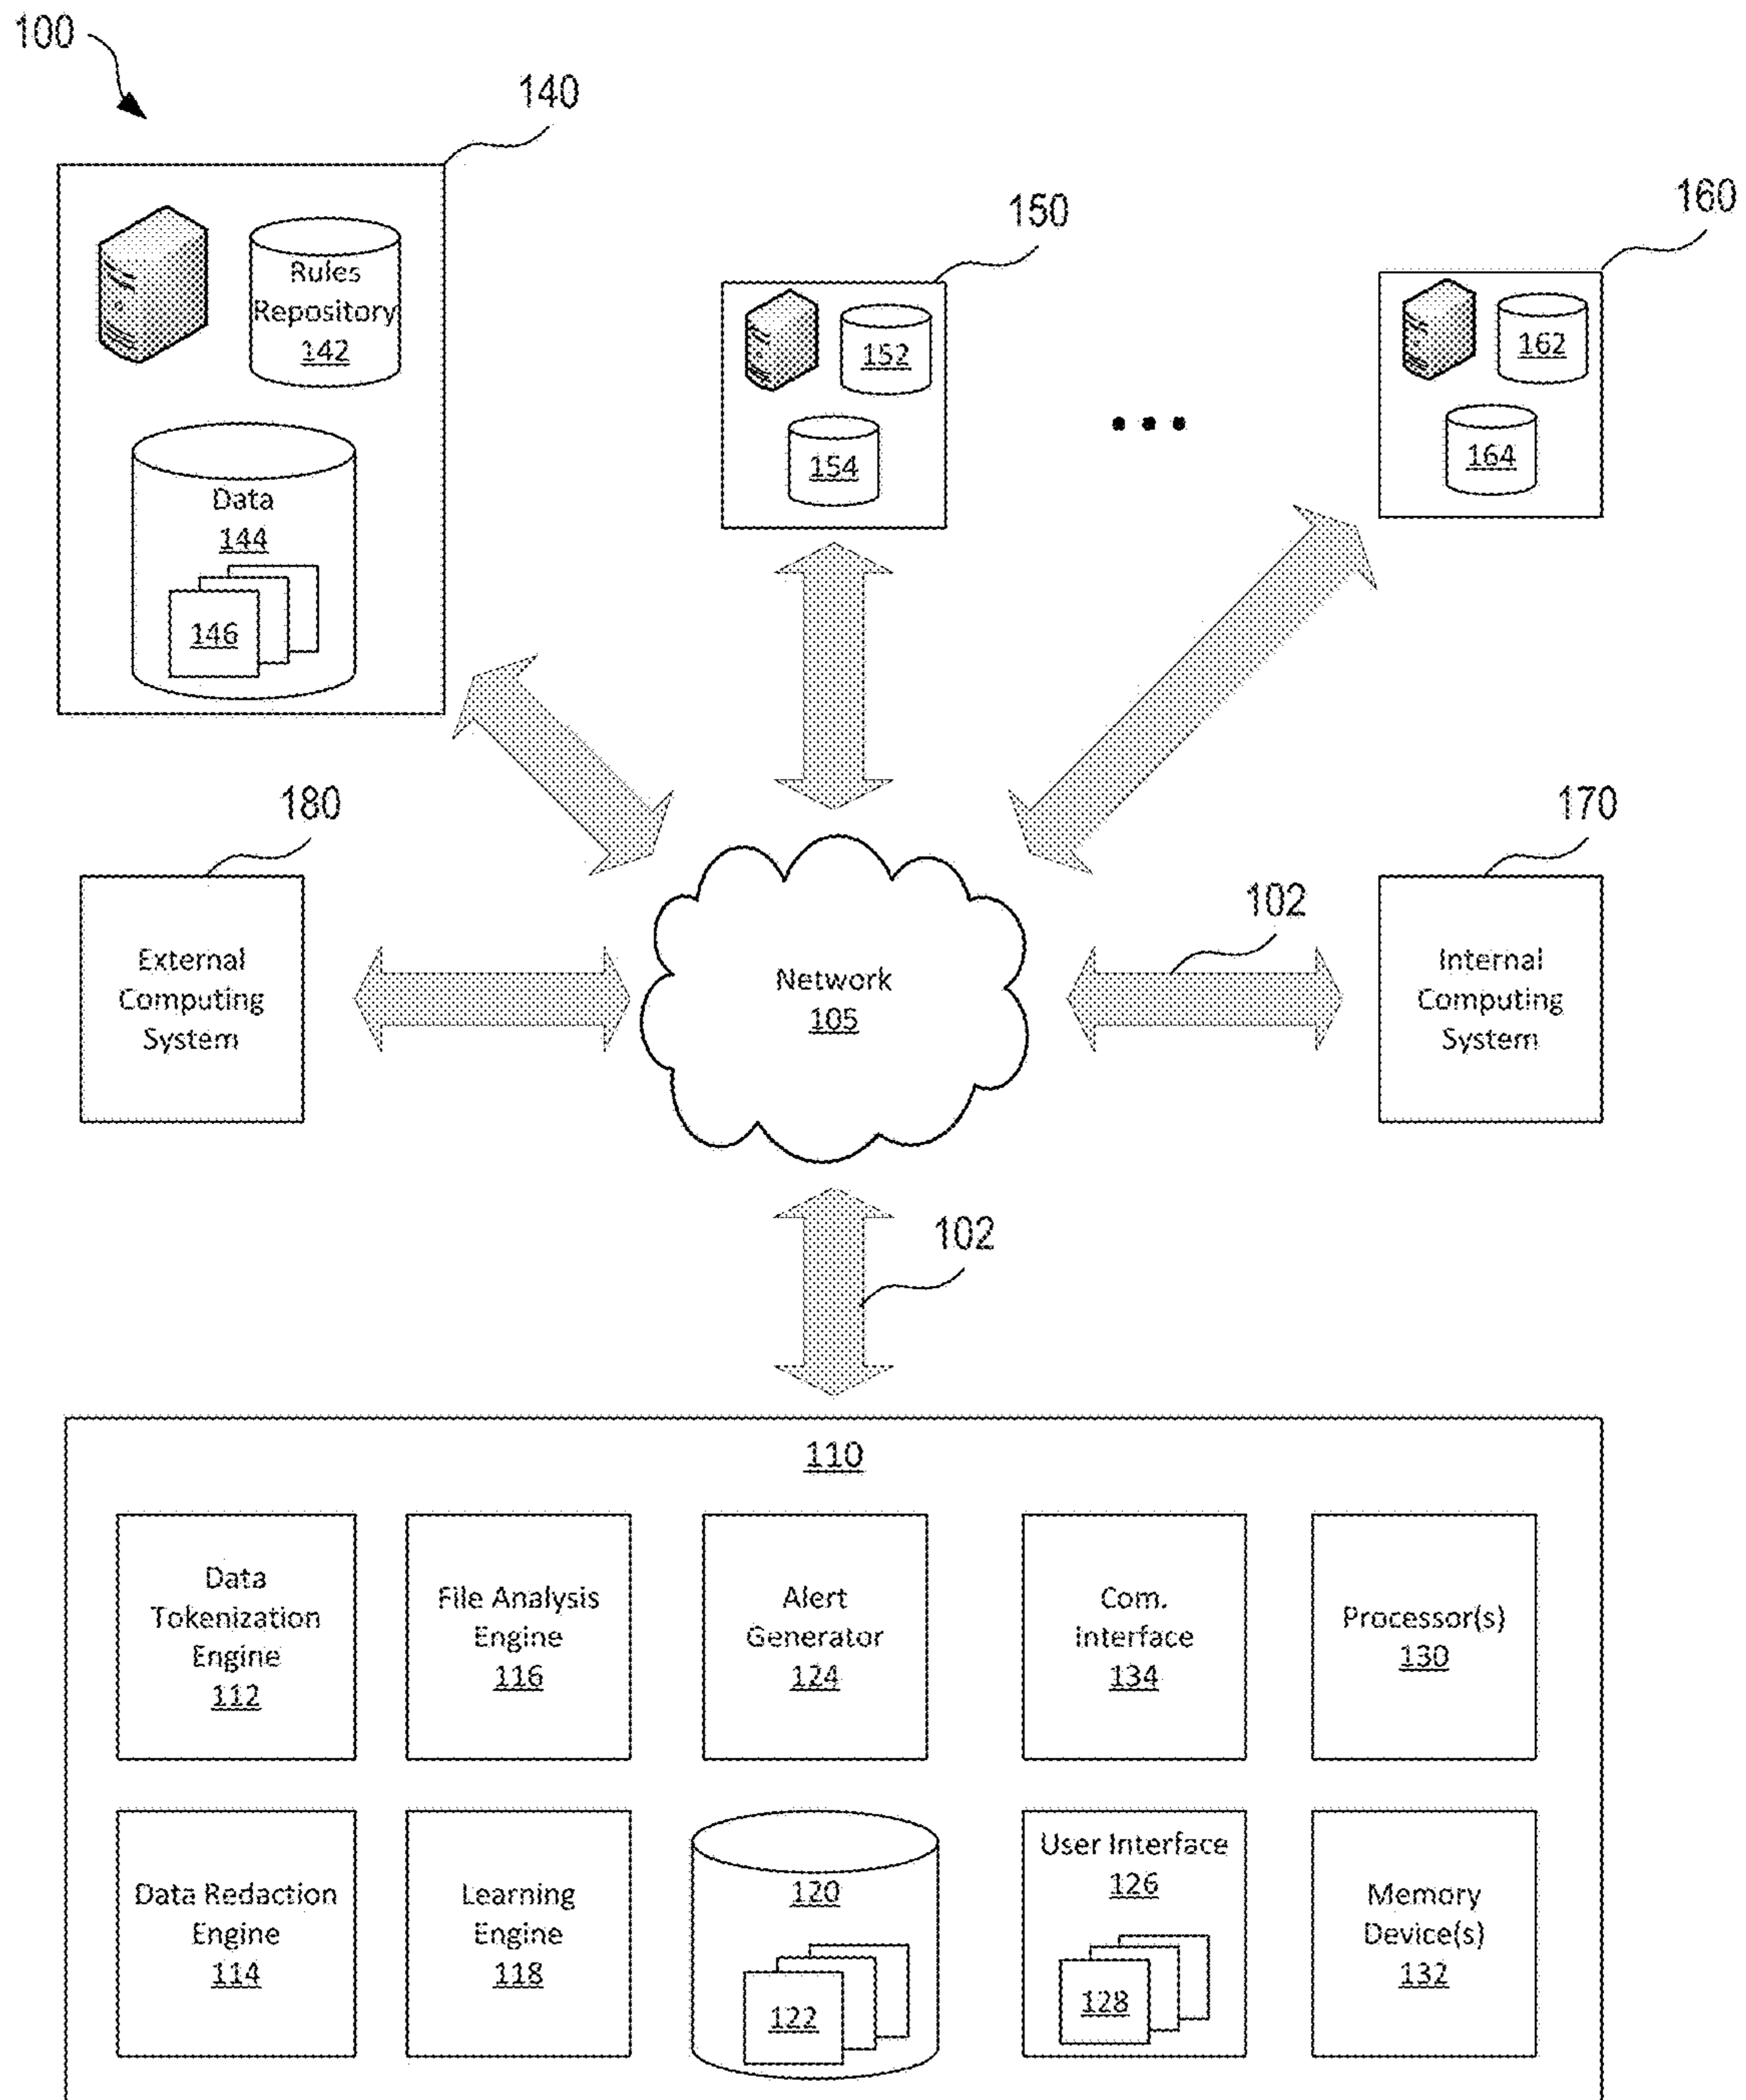 100
140
150
160
Rules
Repository
142
152
162
154
164
Data
144
146
180
170
102
External
Computing
System
Network
105
Internal
Computing
System
102
110
Data
Tokenization
Engine
112
File Analysis
Engine
116
Alert
Generator
124
Com.
Interface
134
Processor(s)
130
Data Redaction
Engine
114
Learning
Engine
118
120
122
User Interface
126
128
Memory
Device(s)
132